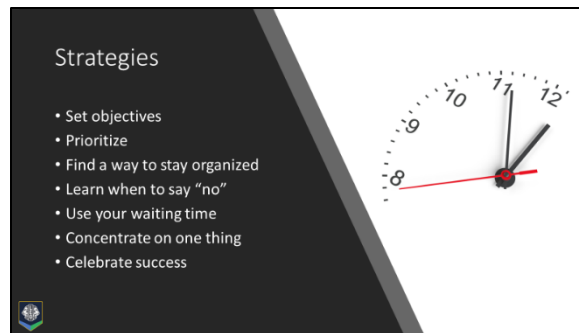 Strategies
• Set objectives
• Prioritize
• Find a way to stay organized
• Learn when to say “no”
• Use your waiting time
• Concentrate on one thing
• Celebrate success
8
9
10
11
12